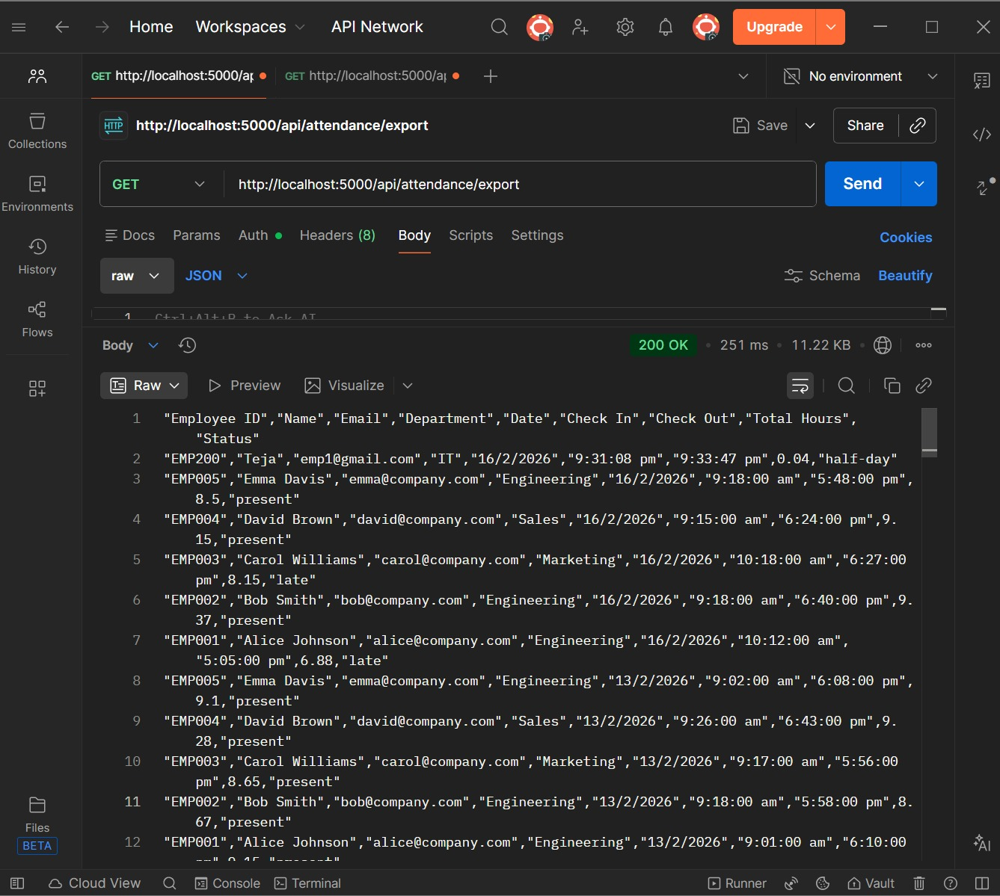 Home Workspaces API Network Upgrade
GET http://localhost:5000/ap GET http://localhost:5000/a No environment
HTTP http://localhost:5000/api/attendance/export Save Share
GET http://localhost:5000/api/attendance/export Send
Docs Params Auth Headers (8) Body Scripts Settings Cookies
raw JSON Schema Beautify
1 Ctrl+Alt+P to Ask AI
Collections
Environments
History
Flows
Files
BETA
Body 200 OK 251 ms 11.22 KB
Raw Preview Visualize
1 "Employee ID","Name","Email","Department","Date","Check In","Check Out","Total Hours",
"Status"
2 "EMP200","Teja","emp1@gmail.com","IT","16/2/2026","9:31:08 pm","9:33:47 pm",0.04,"half-day"
3 "EMP005","Emma Davis","emma@company.com","Engineering","16/2/2026","9:18:00 am","5:48:00 pm",
8.5,"present"
4 "EMP004","David Brown","david@company.com","Sales","16/2/2026","9:15:00 am","6:24:00 pm",9.
15,"present"
5 "EMP003","Carol Williams","carol@company.com","Marketing","16/2/2026","10:18:00 am","6:27:00
pm",8.15,"late"
6 "EMP002","Bob Smith","bob@company.com","Engineering","16/2/2026","9:18:00 am","6:40:00 pm",9.
37,"present"
7 "EMP001","Alice Johnson","alice@company.com","Engineering","16/2/2026","10:12:00 am",
"5:05:00 pm",6.88,"late"
8 "EMP005","Emma Davis","emma@company.com","Engineering","13/2/2026","9:02:00 am","6:08:00 pm",
9.1,"present"
9 "EMP004","David Brown","david@company.com","Sales","13/2/2026","9:26:00 am","6:43:00 pm",9.
28,"present"
10 "EMP003","Carol Williams","carol@company.com","Marketing","13/2/2026","9:17:00 am","5:56:00
pm",8.65,"present"
11 "EMP002","Bob Smith","bob@company.com","Engineering","13/2/2026","9:18:00 am","5:58:00 pm",8.
67,"present"
12 "EMP001","Alice Johnson","alice@company.com","Engineering","13/2/2026","9:01:00 am","6:10:00
pm",9.15,"present"
AI
Cloud View Console Terminal Runner Vault